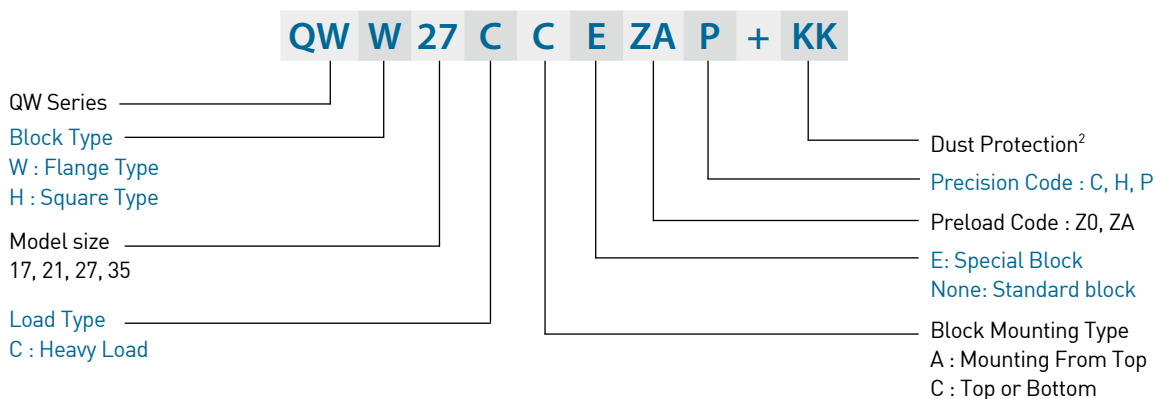 QW W 27 C C E ZA P + KK
QW Series
Block Type
W : Flange Type
H : Square Type
Model size
17, 21, 27, 35
Load Type
C : Heavy Load
Dust Protection²
Precision Code : C, H, P
Preload Code : Z0, ZA
E: Special Block
None: Standard block
Block Mounting Type
A : Mounting From Top
C : Top or Bottom